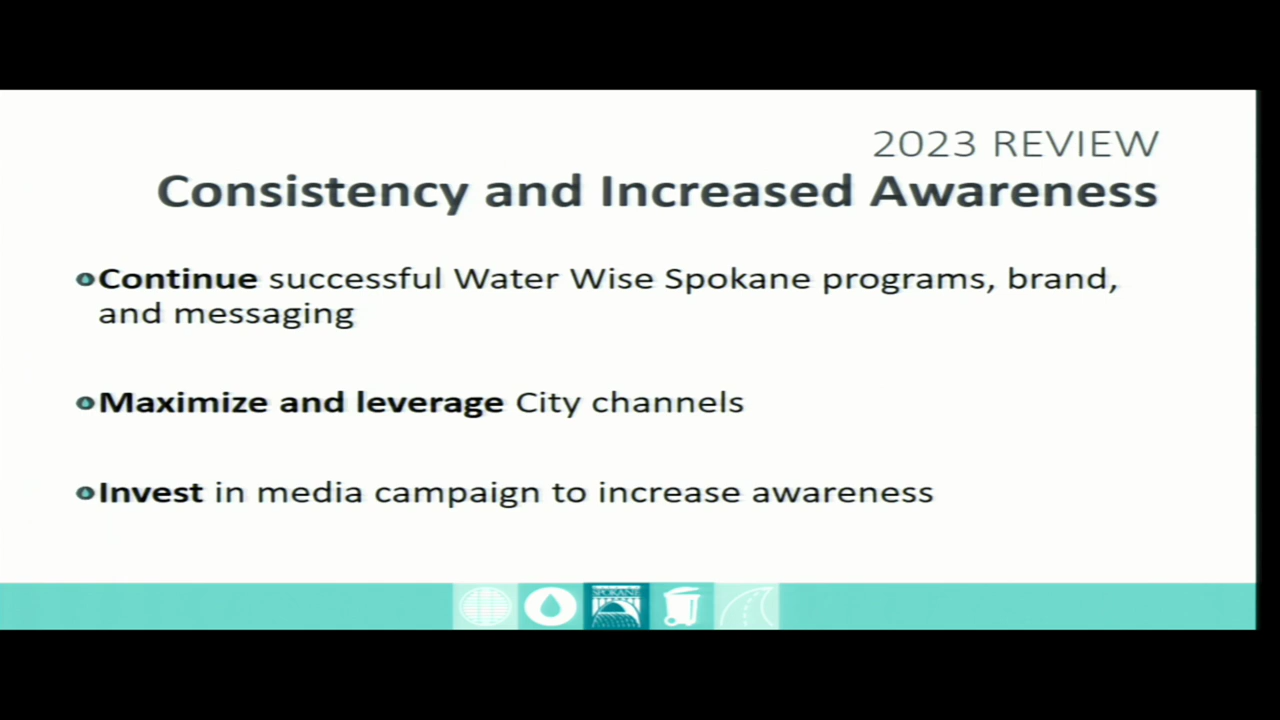 2023 REVIEW
Consistency and Increased Awareness
Continue successful Water Wise Spokane programs, brand,
and messaging
Maximize and leverage City channels
Invest in media campaign to increase awareness
SPOKANE